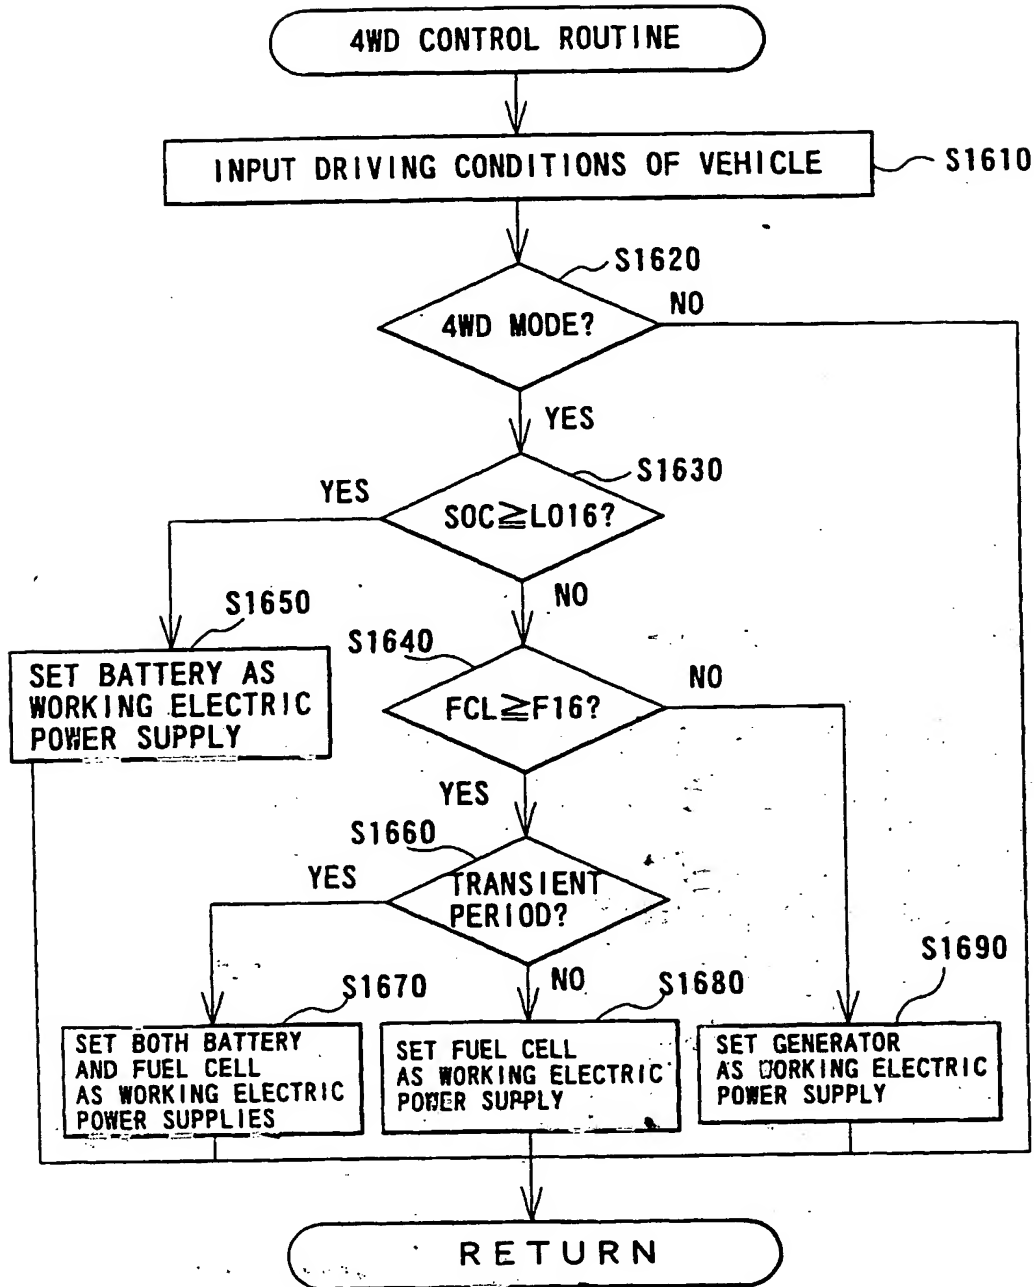 4WD CONTROL ROUTINE
INPUT DRIVING CONDITIONS OF VEHICLE
S1610
S1620
4WD MODE?
NO
YES
S1630
YES
SOC≧LO16?
NO
S1650
SET BATTERY AS
WORKING ELECTRIC
POWER SUPPLY
S1640
FCL≧F16?
NO
YES
S1660
YES
TRANSIENT
PERIOD?
NO
S1670
SET BOTH BATTERY
AND FUEL CELL
AS WORKING ELECTRIC
POWER SUPPLIES
S1680
SET FUEL CELL
AS WORKING ELECTRIC
POWER SUPPLY
S1690
SET GENERATOR
AS WORKING ELECTRIC
POWER SUPPLY
RETURN